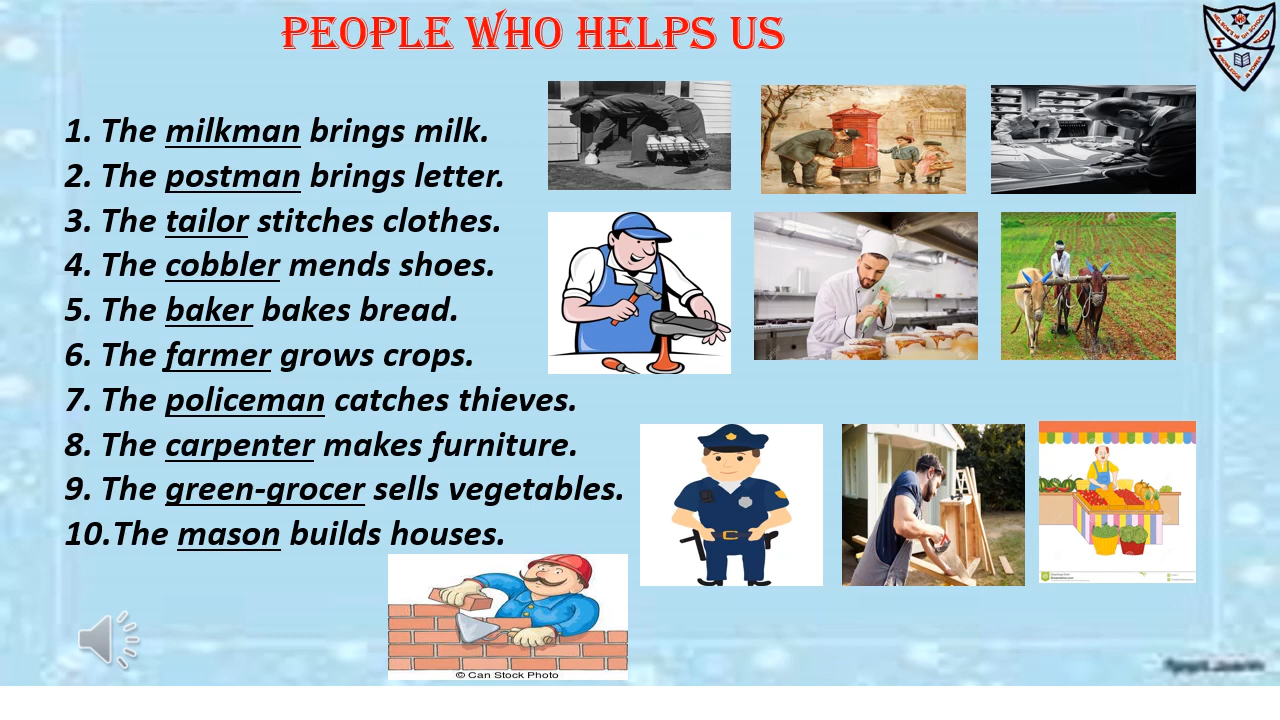 PEOPLE WHO HELPS US
1. The milkman brings milk.
2. The postman brings letter.
3. The tailor stitches clothes.
4. The cobbler mends shoes.
5. The baker bakes bread.
6. The farmer grows crops.
7. The policeman catches thieves.
8. The carpenter makes furniture.
9. The green-grocer sells vegetables.
10.The mason builds houses.
© Can Stock Photo